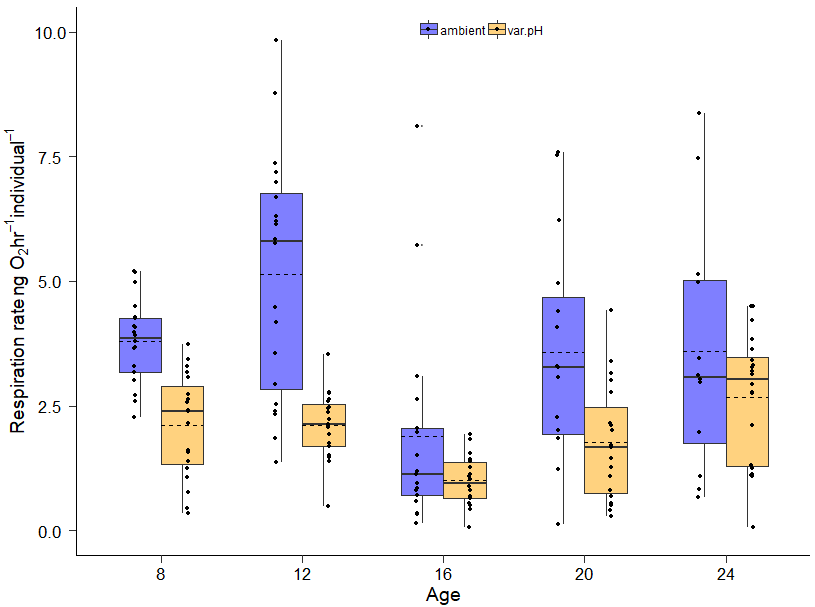 ambient var.pH
Respiration rate ng O₂hr⁻¹individual⁻¹
10.0
7.5
5.0
2.5
0.0
8 12 16 20 24
Age